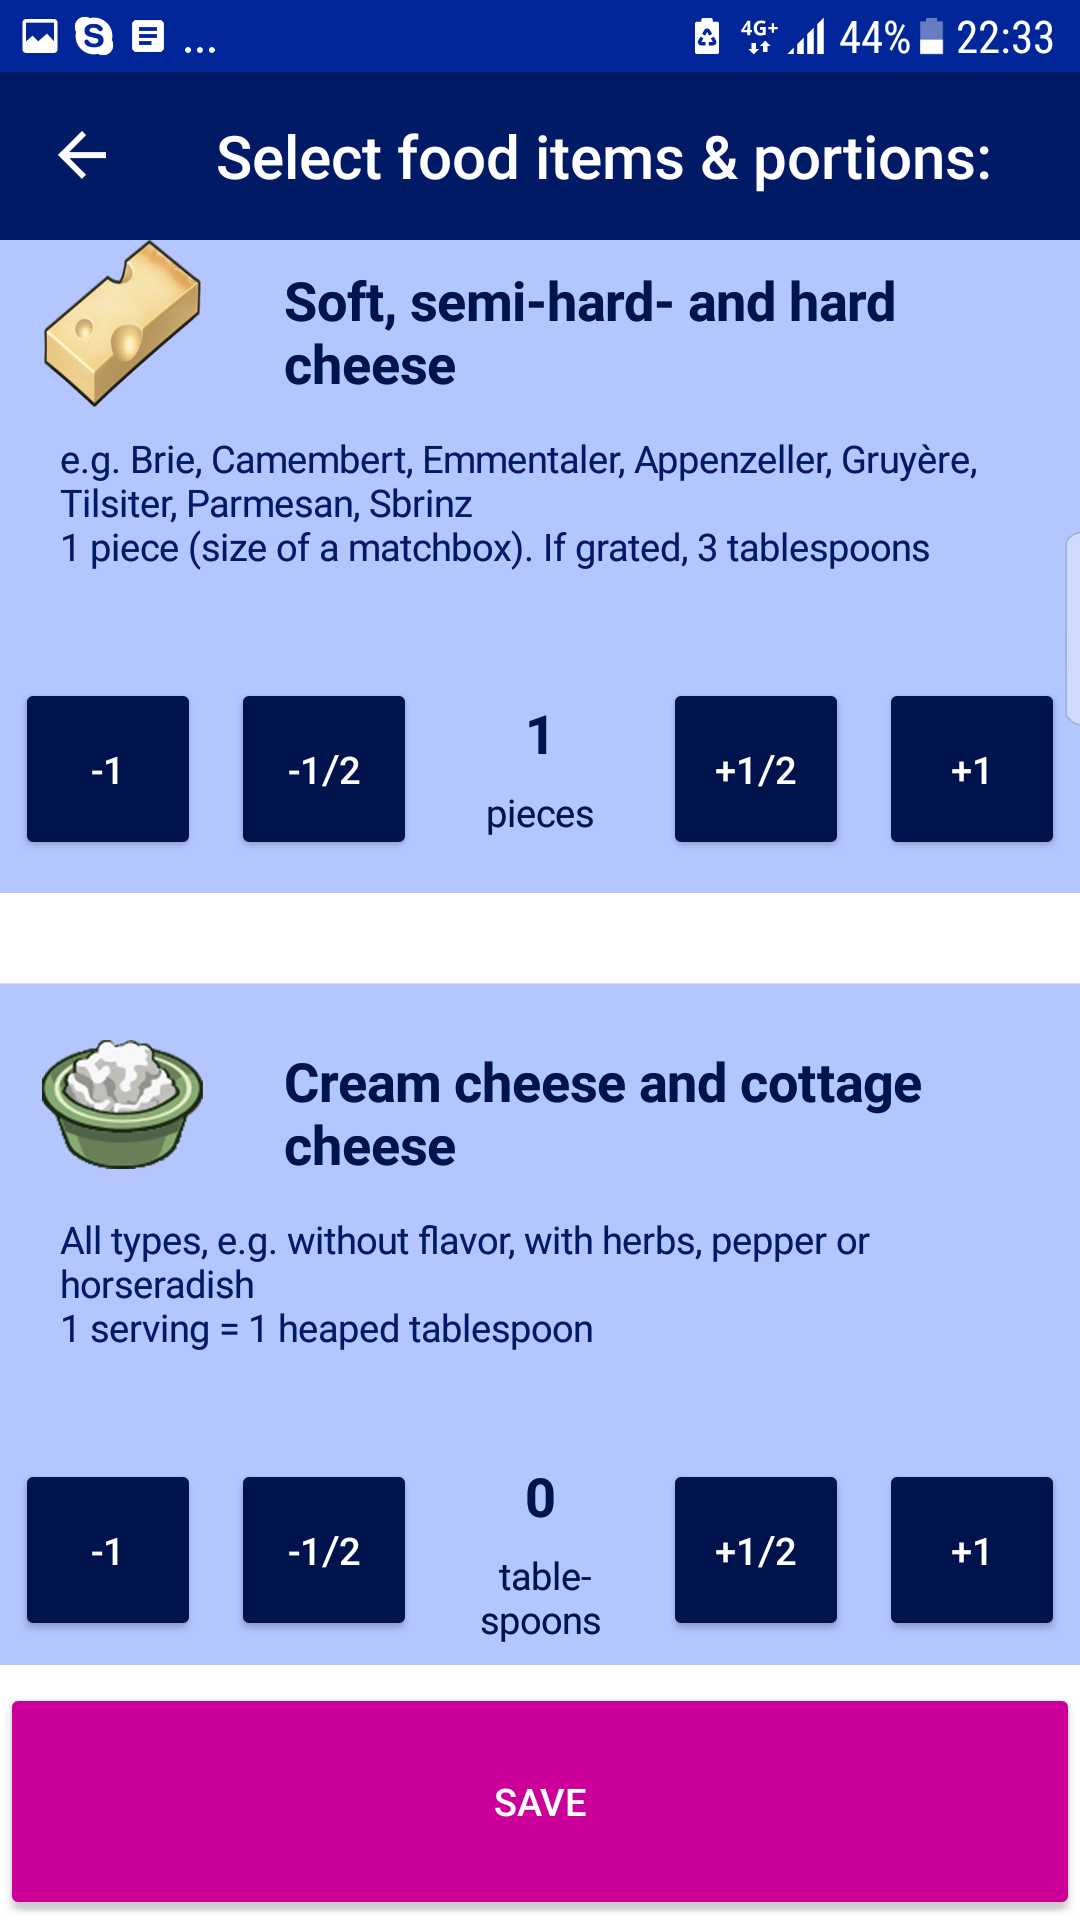 ... 4G+ 44% 22:33
Select food items & portions:
Soft, semi-hard- and hard
cheese
e.g. Brie, Camembert, Emmentaler, Appenzeller, Gruyère,
Tilsiter, Parmesan, Sbrinz
1 piece (size of a matchbox). If grated, 3 tablespoons
-1 -1/2 1 +1/2 +1
pieces
Cream cheese and cottage
cheese
All types, e.g. without flavor, with herbs, pepper or
horseradish
1 serving = 1 heaped tablespoon
-1 -1/2 0 +1/2 +1
table-
spoons
SAVE